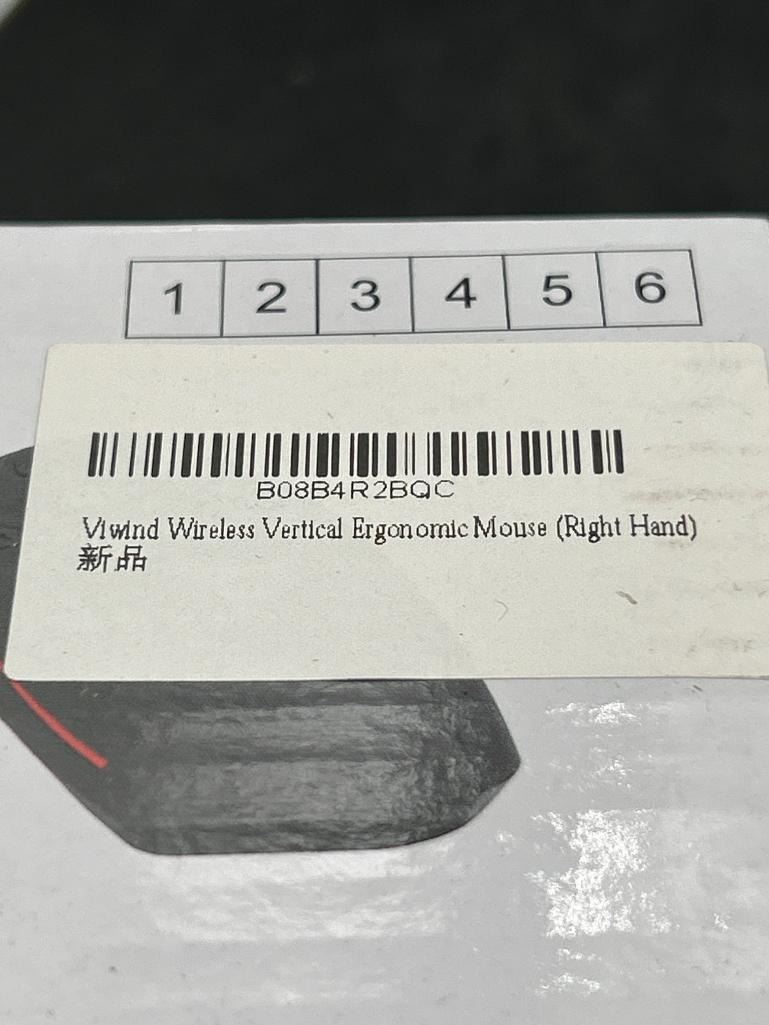 1 2 3 4 5 6
B08B4R2BQC
Viwind Wireless Vertical Ergonomic Mouse (Right Hand)
新品